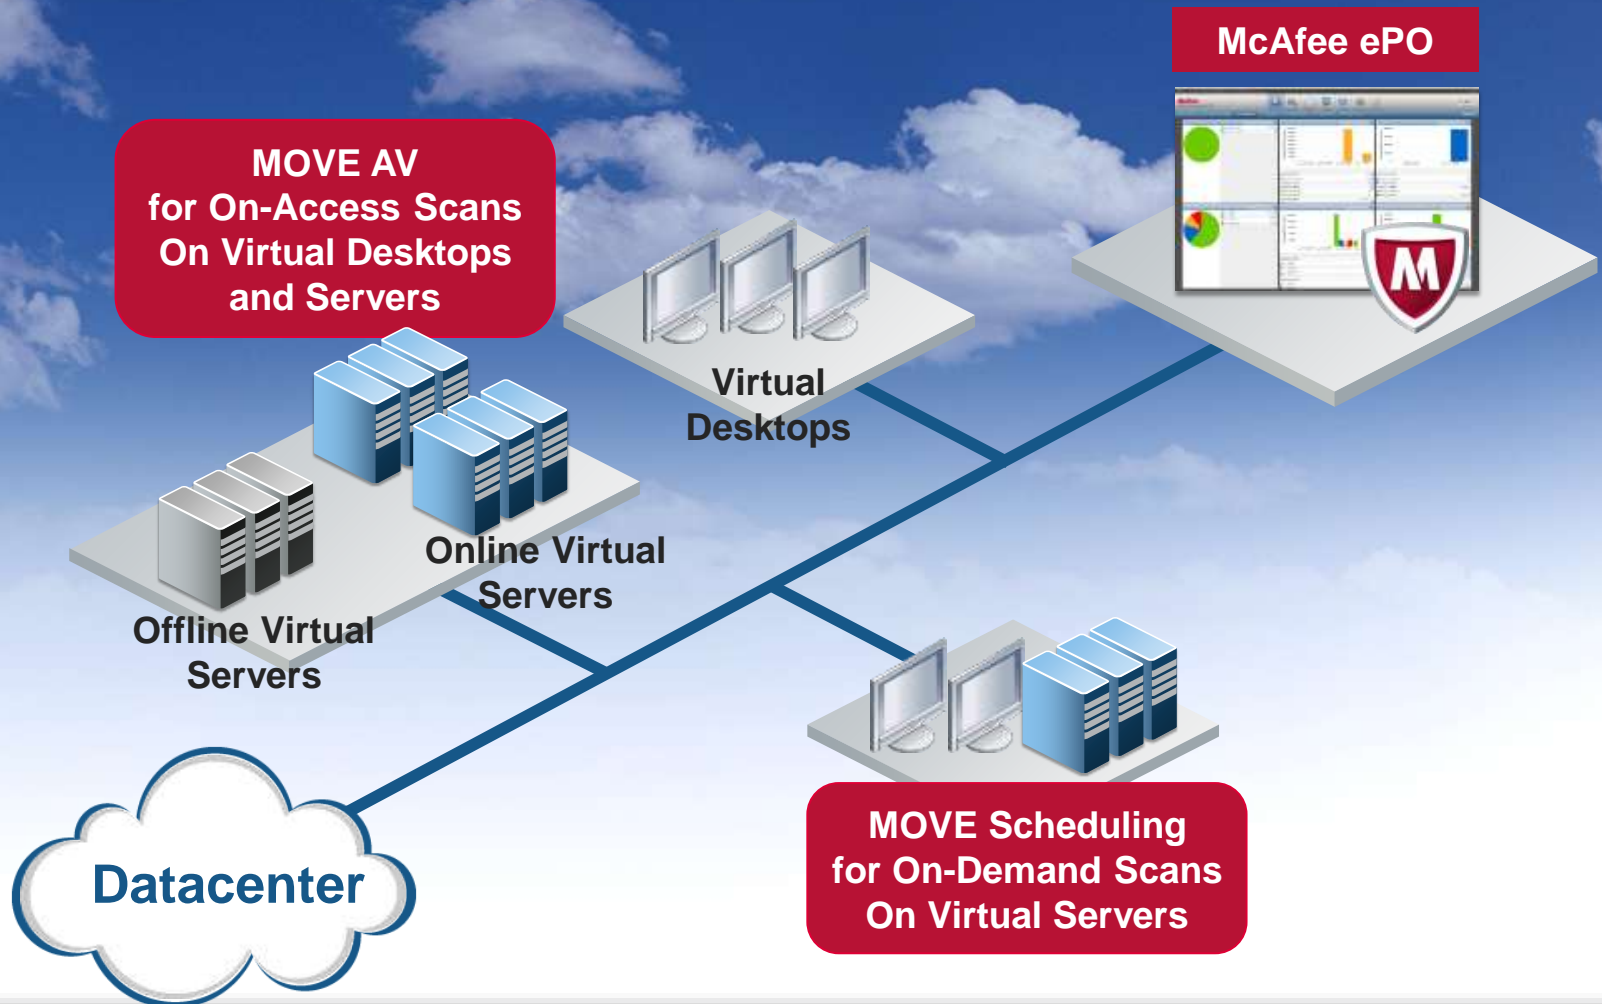 McAfee ePO
MOVE AV
for On-Access Scans
On Virtual Desktops
and Servers
Virtual
Desktops
Online Virtual
Servers
Offline Virtual
Servers
MOVE Scheduling
for On-Demand Scans
On Virtual Servers
Datacenter